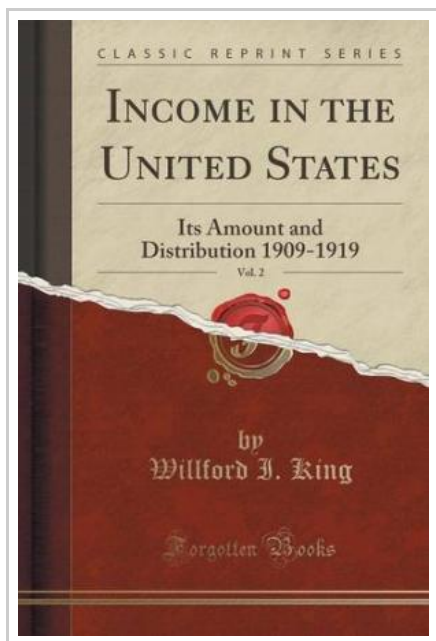 CLASSIC REPRINT SERIES
INCOME IN THE
UNITED STATES
Its Amount and
Distribution 1909-1919
Vol. 2
by
Willford I. King
Forgotten Books